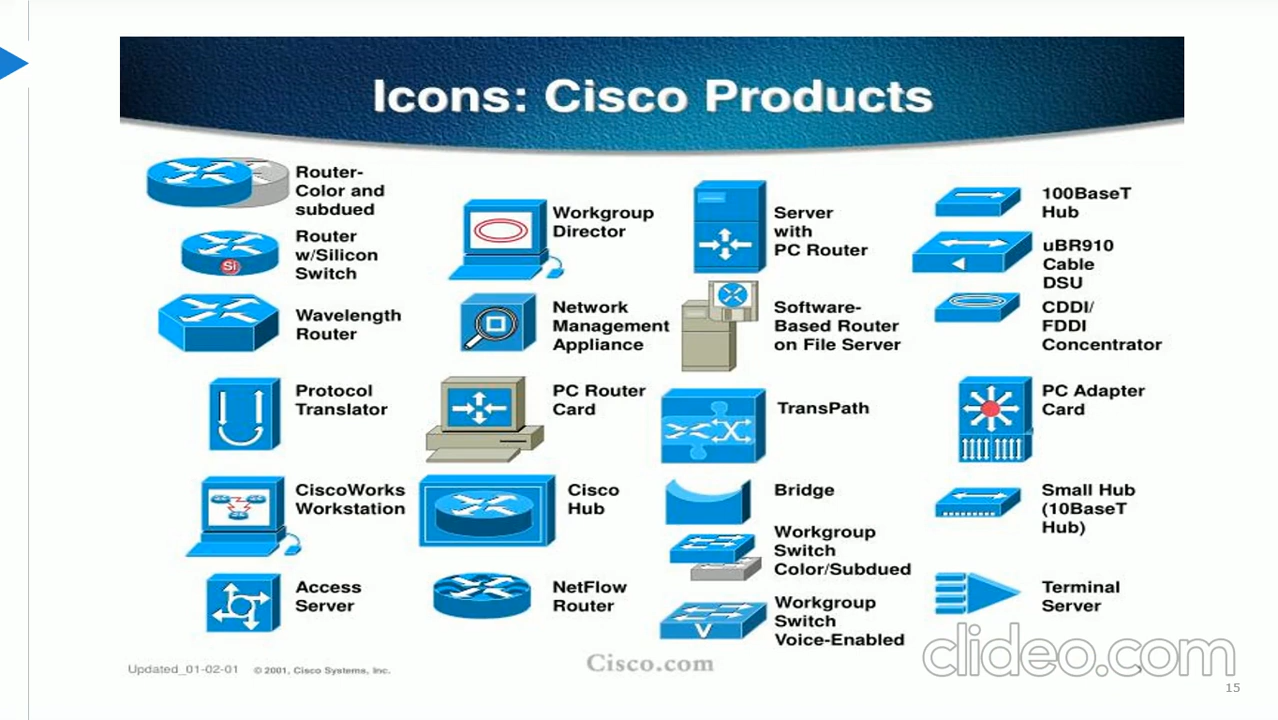 Icons: Cisco Products
Router-
Color and
subdued
Router
w/Silicon
Switch
Si
Wavelength
Router
Protocol
Translator
CiscoWorks
Workstation
Access
Server
Workgroup
Director
Network
Management
Appliance
PC Router
Card
Cisco
Hub
NetFlow
Router
Server
with
PC Router
Software-
Based Router
on File Server
TransPath
Bridge
Workgroup
Switch
Color/Subdued
Workgroup
Switch
Voice-Enabled
V
100BaseT
Hub
uBR910
Cable
DSU
CDDI/
FDDI
Concentrator
PC Adapter
Card
Small Hub
(10BaseT
Hub)
Terminal
Server
Updated_01-02-01 © 2001, Cisco Systems, Inc.
Cisco.com
clideo.com
15